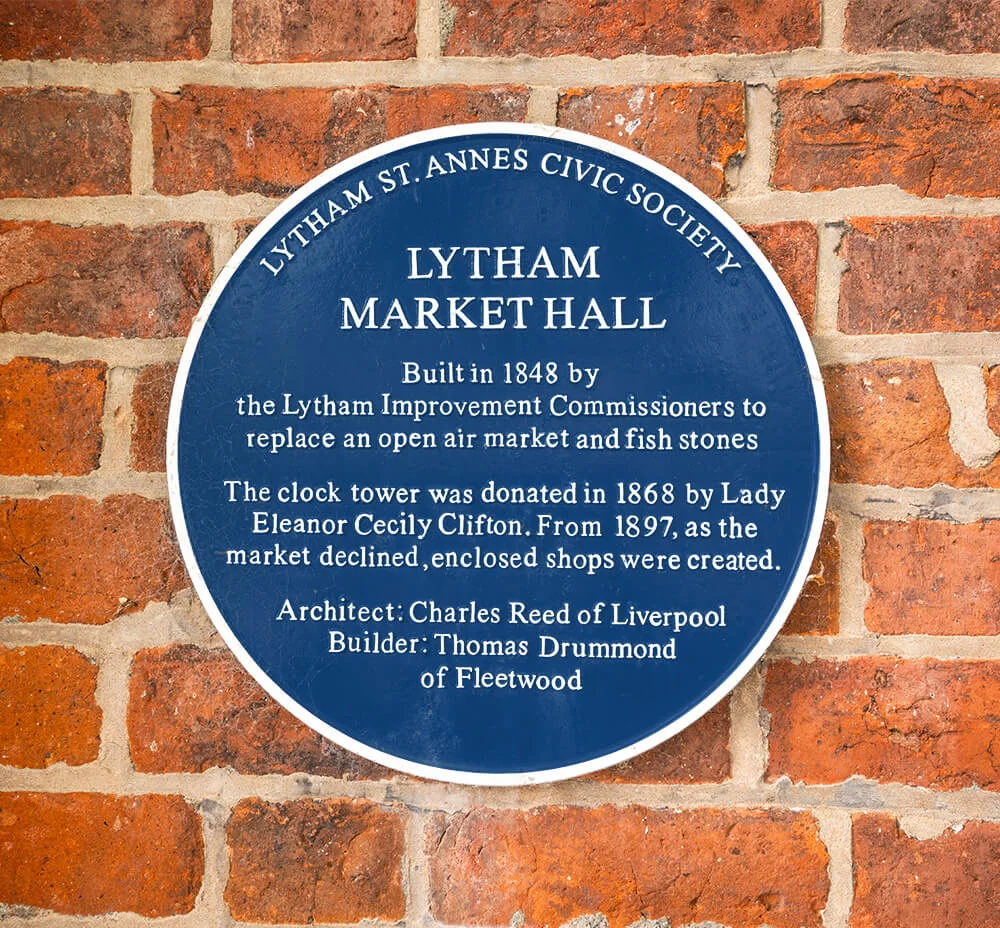 LYTHAM ST. ANNES CIVIC SOCIETY
LYTHAM
MARKET HALL
Built in 1848 by
the Lytham Improvement Commissioners to
replace an open air market and fish stones
The clock tower was donated in 1868 by Lady
Eleanor Cecily Clifton. From 1897, as the
market declined, enclosed shops were created.
Architect: Charles Reed of Liverpool
Builder: Thomas Drummond
of Fleetwood